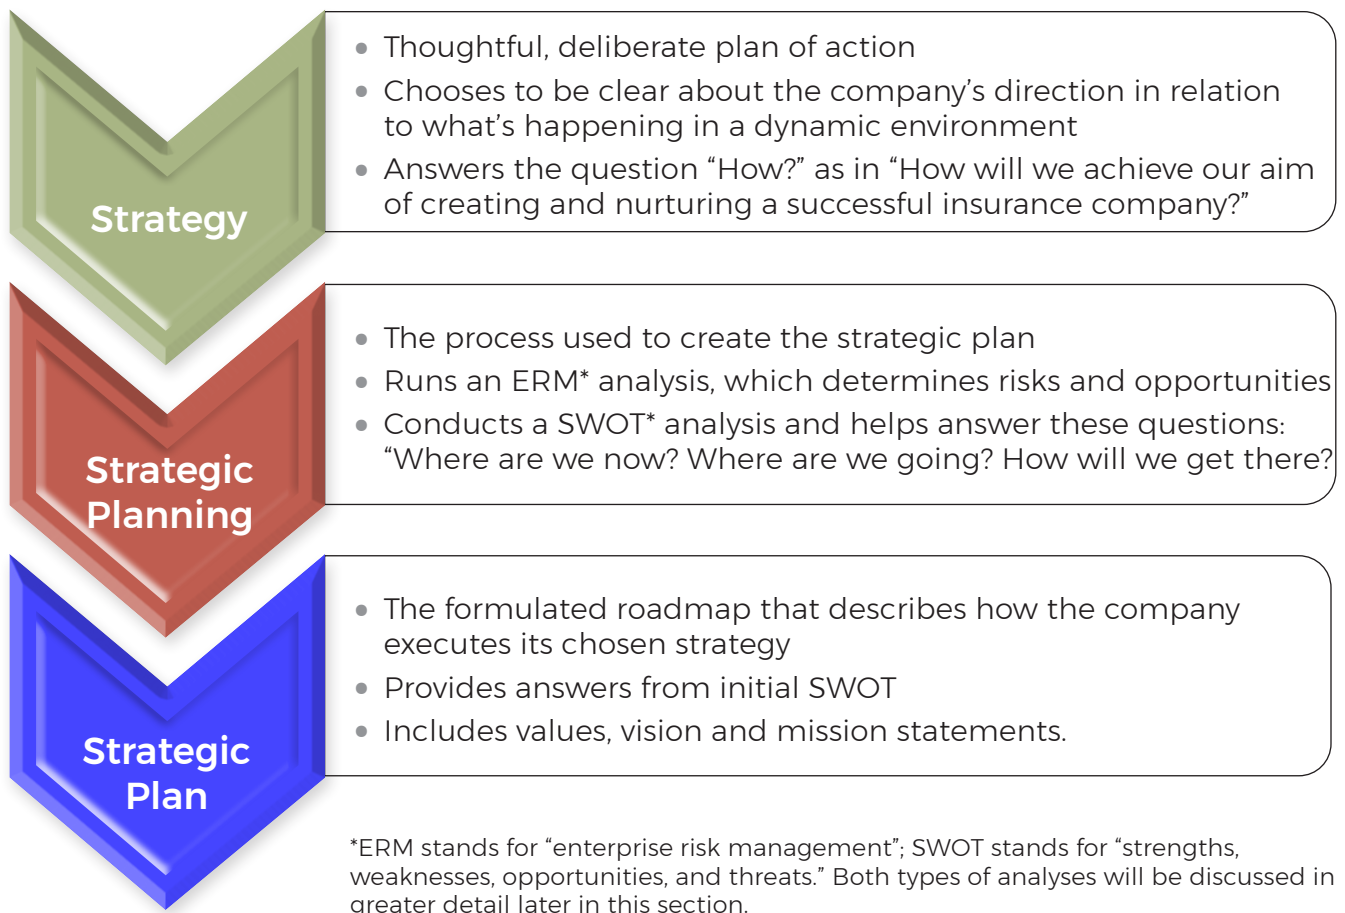 Strategy
• Thoughtful, deliberate plan of action
• Chooses to be clear about the company’s direction in relation
to what’s happening in a dynamic environment
• Answers the question “How?” as in “How will we achieve our aim
of creating and nurturing a successful insurance company?”
Strategic
Planning
• The process used to create the strategic plan
• Runs an ERM* analysis, which determines risks and opportunities
• Conducts a SWOT* analysis and helps answer these questions:
“Where are we now? Where are we going? How will we get there?
Strategic
Plan
• The formulated roadmap that describes how the company
executes its chosen strategy
• Provides answers from initial SWOT
• Includes values, vision and mission statements.
*ERM stands for “enterprise risk management”; SWOT stands for “strengths,
weaknesses, opportunities, and threats.” Both types of analyses will be discussed in
greater detail later in this section.